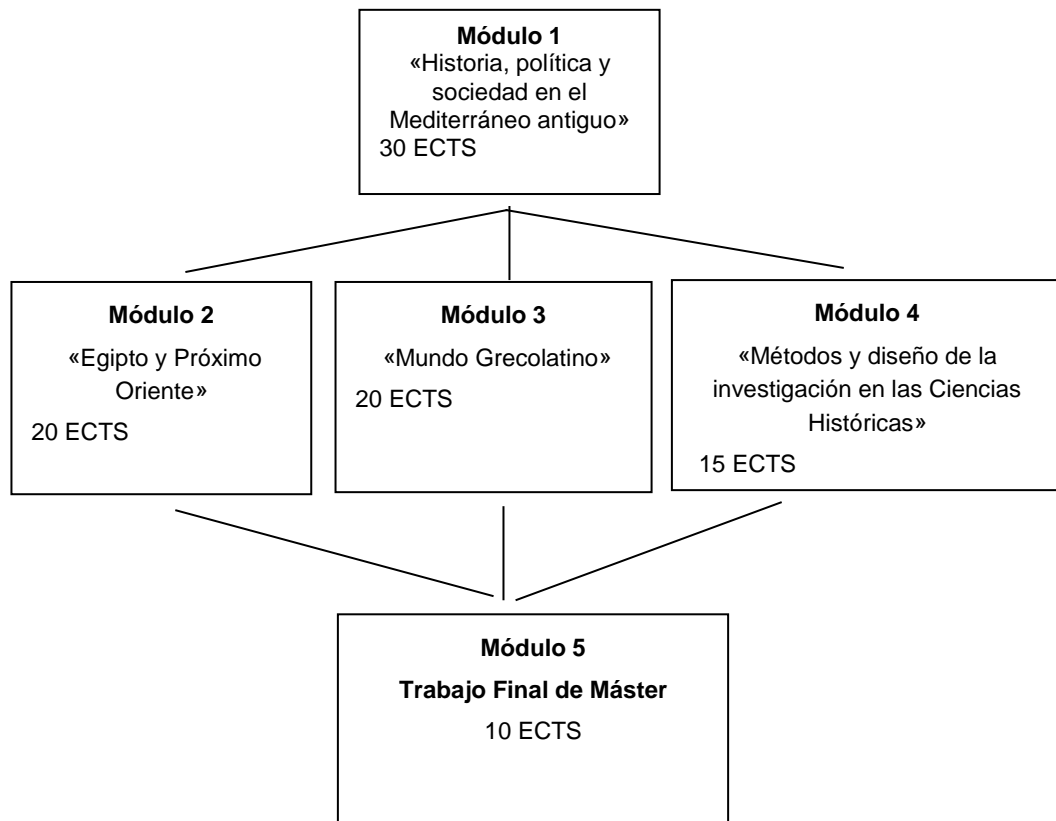 Módulo 1
«Historia, política y
sociedad en el
Mediterráneo antiguo»
30 ECTS
Módulo 2
«Egipto y Próximo
Oriente»
20 ECTS
Módulo 3
«Mundo Grecolatino»
20 ECTS
Módulo 4
«Métodos y diseño de la
investigación en las Ciencias
Históricas»
15 ECTS
Módulo 5
Trabajo Final de Máster
10 ECTS